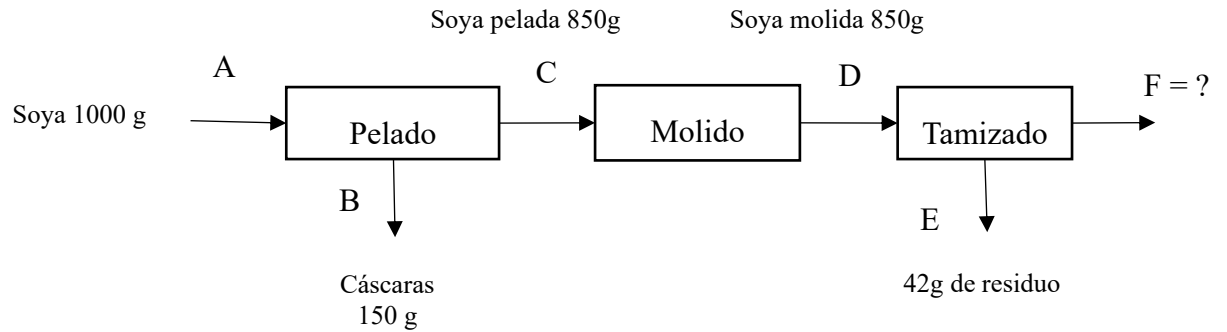 Soya pelada 850g
Soya molida 850g
A
C
D
F = ?
Soya 1000 g
Pelado
Molido
Tamizado
B
E
Cáscaras
150 g
42g de residuo